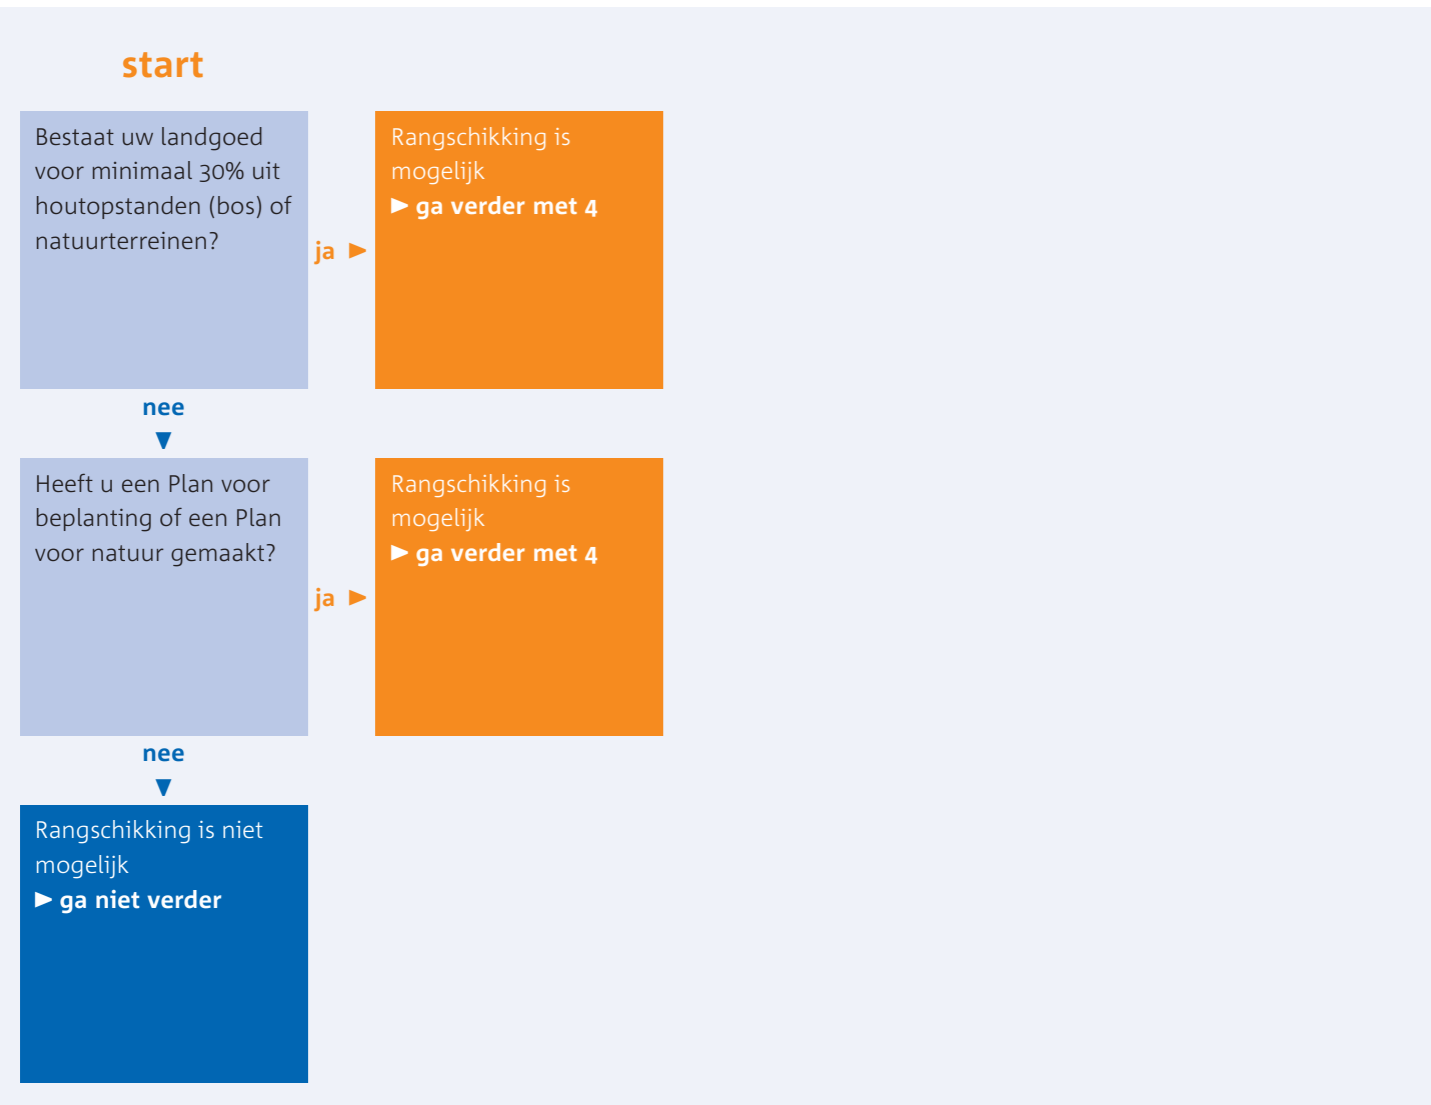 start
Bestaat uw landgoed
voor minimaal 30% uit
houtopstanden (bos) of
natuurterreinen?
ja ►
Rangschikking is
mogelijk
► ga verder met 4
nee
▼
Heeft u een Plan voor
beplanting of een Plan
voor natuur gemaakt?
ja ►
Rangschikking is
mogelijk
► ga verder met 4
nee
▼
Rangschikking is niet
mogelijk
► ga niet verder